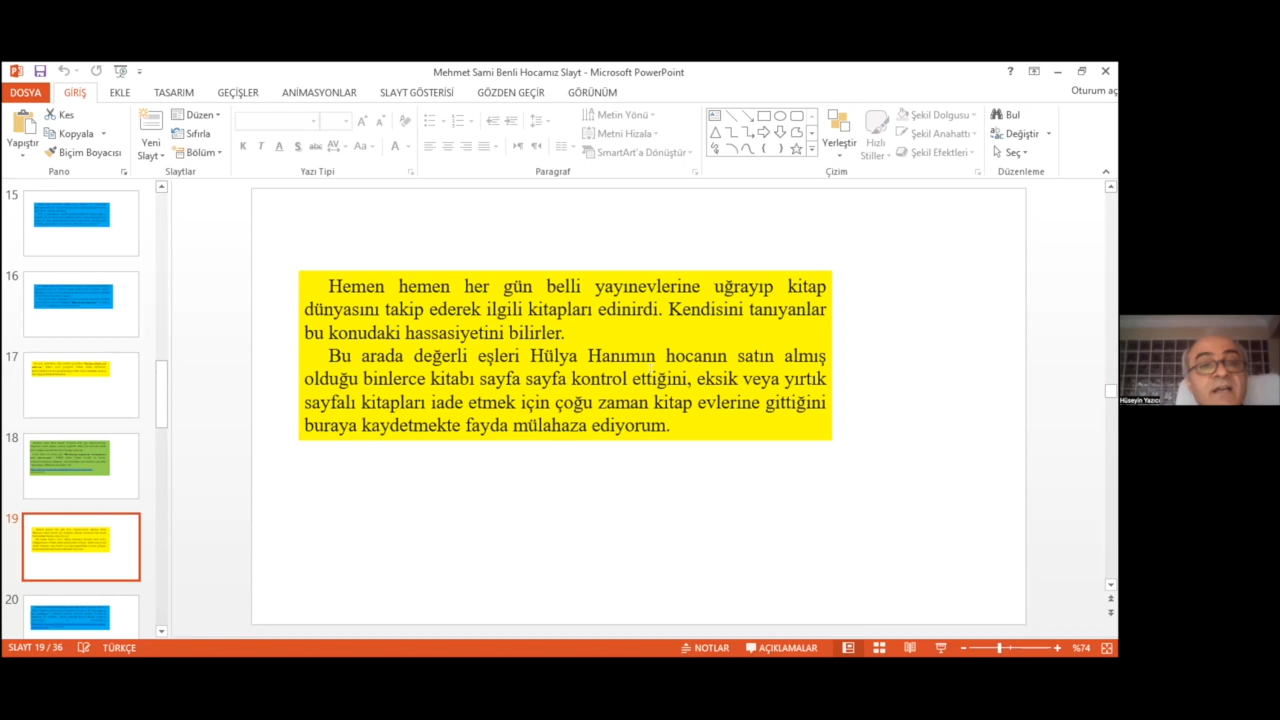 Mehmet Sami Benli Hocamız Slayt - Microsoft PowerPoint
DOSYA GİRİŞ EKLE TASARIM GEÇİŞLER ANİMASYONLAR SLAYT GÖSTERİSİ GÖZDEN GEÇİR GÖRÜNÜM Oturum aç
Yapıştır
Kes
Kopyala
Biçim Boyacısı
Pano
Yeni
Slayt
Düzen
Sıfırla
Bölüm
Slaytlar
Yazı Tipi
Metin Yönü
Metni Hizala
SmartArt'a Dönüştür
Paragraf
Yerleştir
Hızlı
Stiller
Şekil Dolgusu
Şekil Anahattı
Şekil Efektleri
Çizim
Bul
Değiştir
Seç
Düzenleme
15
16
17
18
19
20
Hemen hemen her gün belli yayınevlerine uğrayıp kitap
dünyasını takip ederek ilgili kitapları edinirdi. Kendisini tanıyanlar
bu konudaki hassasiyetini bilirler.
Bu arada değerli eşleri Hülya Hanımın hocanın satın almış
olduğu binlerce kitabı sayfa sayfa kontrol ettiğini, eksik veya yırtık
sayfalı kitapları iade etmek için çoğu zaman kitap evlerine gittiğini
buraya kaydetmekte fayda mülahaza ediyorum.
Hüseyin Yazıcı
SLAYT 19 / 36 TÜRKÇE NOTLAR AÇIKLAMALAR %74